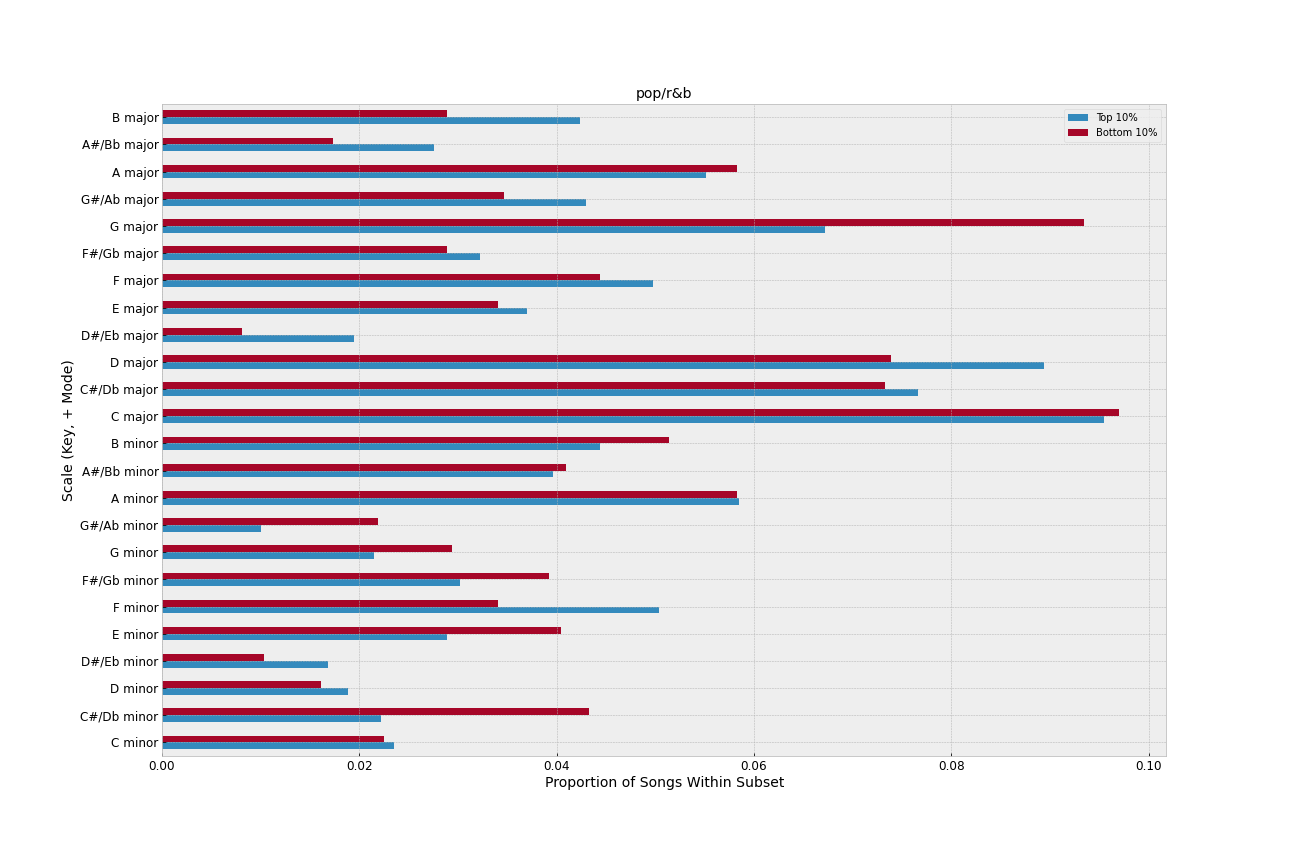 pop/r&b
Top 10%
Bottom 10%
B major
A#/Bb major
A major
G#/Ab major
G major
F#/Gb major
F major
E major
D#/Eb major
D major
C#/Db major
C major
B minor
A#/Bb minor
A minor
G#/Ab minor
G minor
F#/Gb minor
F minor
E minor
D#/Eb minor
D minor
C#/Db minor
C minor
Scale (Key, + Mode)
0.00 0.02 0.04 0.06 0.08 0.10
Proportion of Songs Within Subset